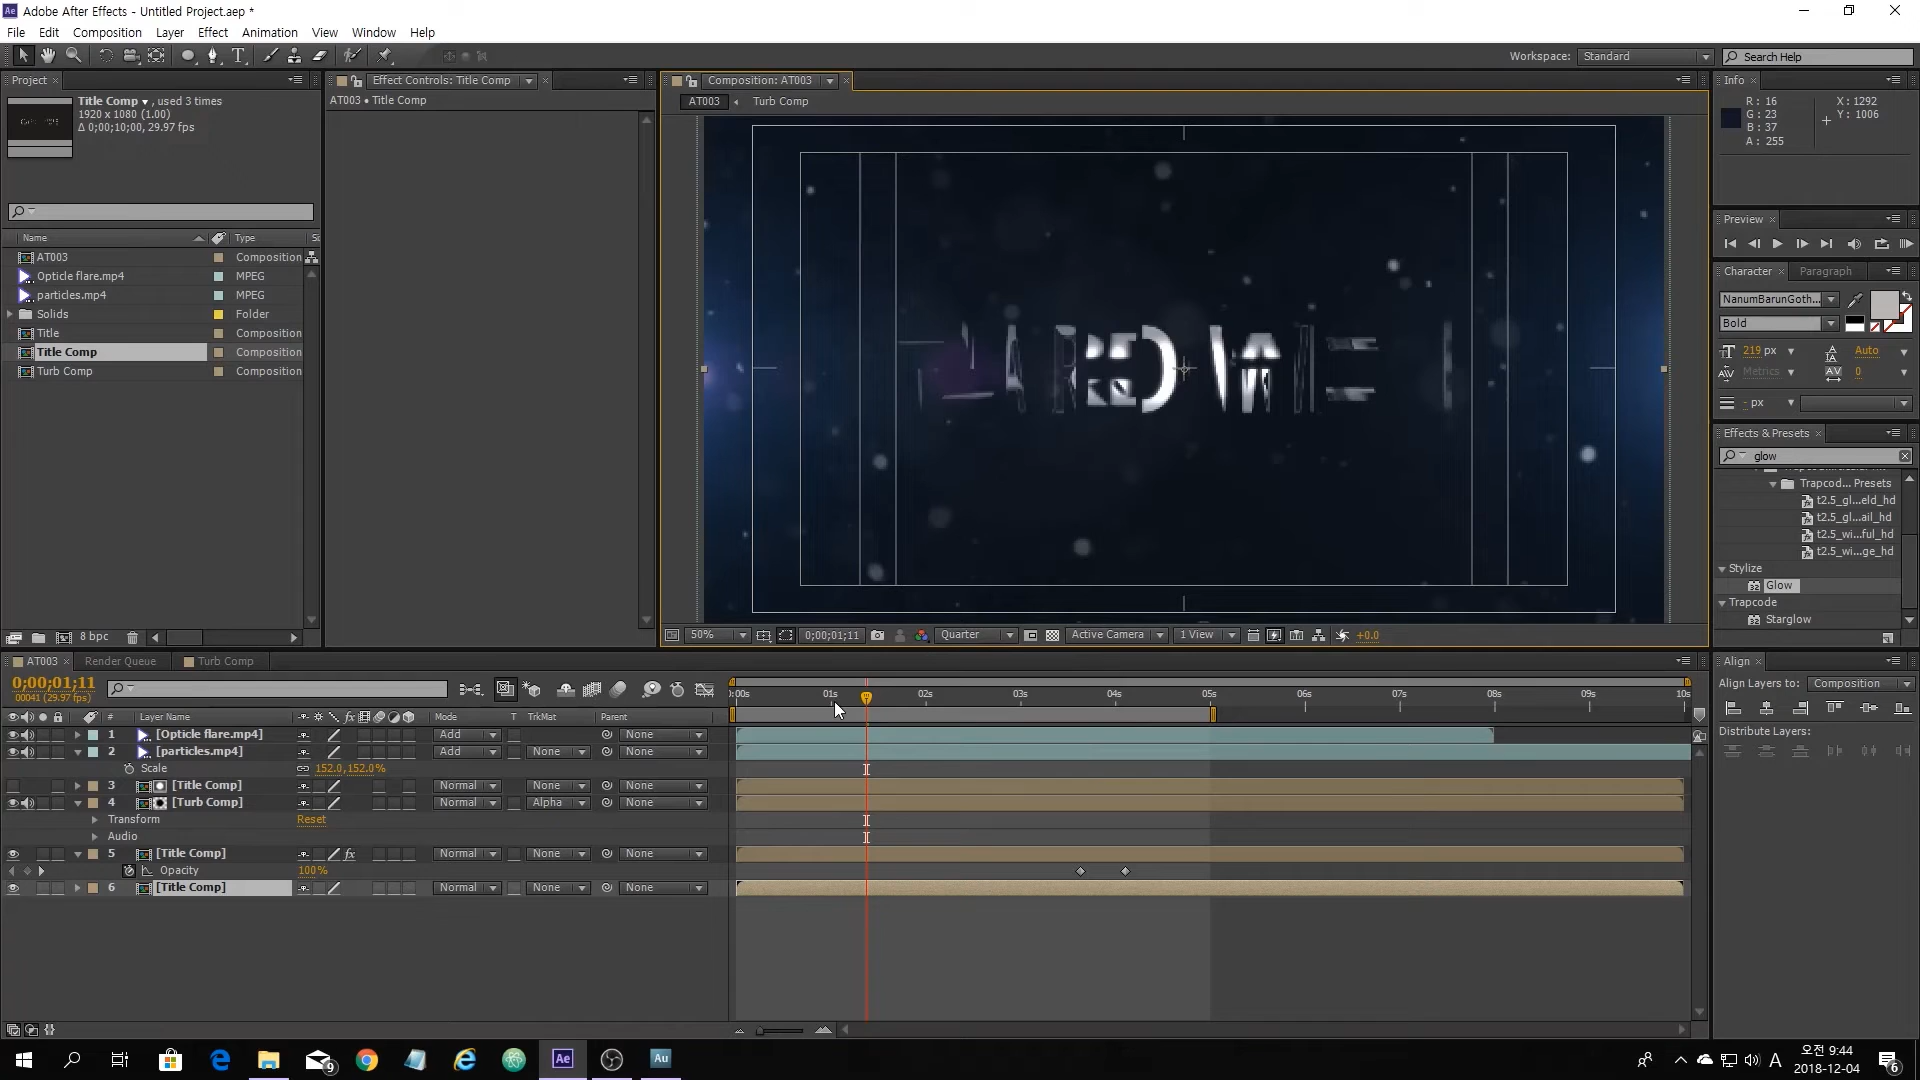 Adobe After Effects - Untitled Project.aep *
File Edit Composition Layer Effect Animation View Window Help
Workspace: Standard Search Help
Project
Title Comp , used 3 times
1920 x 1080 (1.00)
Δ 0;00;10;00, 29.97 fps
Name Type
AT003 Composition
Opticle flare.mp4 MPEG
particles.mp4 MPEG
Solids Folder
Title Composition
Title Comp Composition
Turb Comp Composition
8 bpc
Effect Controls: Title Comp
AT003 • Title Comp
Composition: AT003
AT003 Turb Comp
50% 0;00;01;11 Quarter Active Camera 1 View +0.0
Info
R : 16 X : 1292
G : 23 Y : 1006
B : 37
A : 255
Preview
Character Paragraph
NanumBarunGoth...
Bold
219 px Auto
Metrics 0
- px
Effects & Presets
glow
Trapcod... Presets
t2.5_gl...eld_hd
t2.5_gl...ail_hd
t2.5_wi...ful_hd
t2.5_wi...ge_hd
Stylize
Glow
Trapcode
Starglow
Align
Align Layers to: Composition
Distribute Layers:
AT003 Render Queue Turb Comp
0;00;01;11
00041 (29.97 fps)
# Layer Name Mode T TrkMat Parent
:00s 01s 02s 03s 04s 05s 06s 07s 08s 09s 10s
1 [Opticle flare.mp4] Add None
2 [particles.mp4] Add None None
Scale 152.0,152.0%
3 [Title Comp] Normal None None
4 [Turb Comp] Normal Alpha None
Transform Reset
Audio
5 [Title Comp] Normal None None
Opacity 100%
6 [Title Comp] Normal None None
오전 9:44
2018-12-04